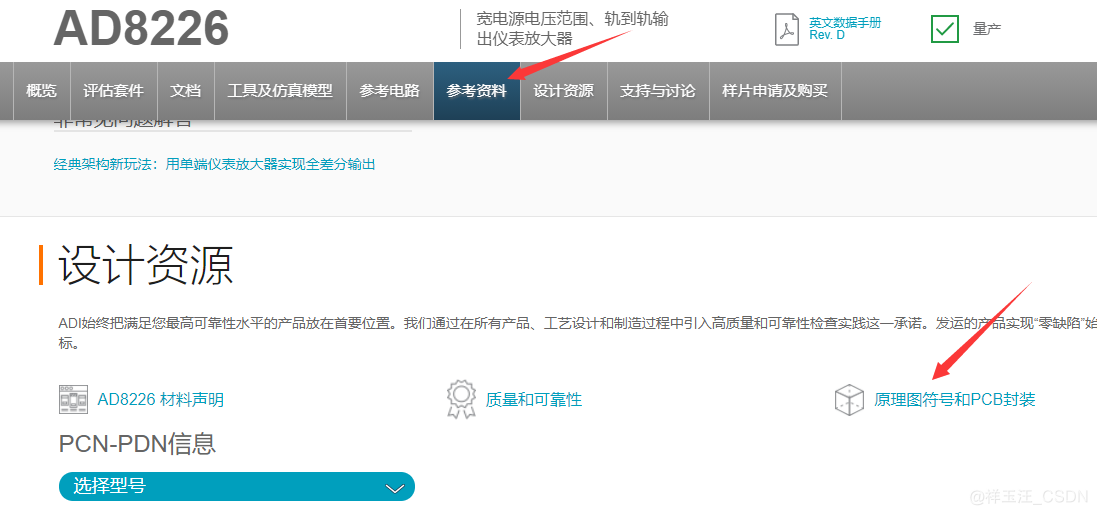 AD8226
宽电源电压范围、轨到轨输
出仪表放大器
英文数据手册
Rev. D
量产
概览
评估套件
文档
工具及仿真模型
参考电路
参考资料
设计资源
支持与讨论
样片申请及购买
非常见问题解答
经典架构新玩法：用单端仪表放大器实现全差分输出
设计资源
ADI始终把满足您最高可靠性水平的产品放在首要位置。我们通过在所有产品、工艺设计和制造过程中引入高质量和可靠性检查实践这一承诺。发运的产品实现“零缺陷”始
标。
AD8226 材料声明
质量和可靠性
原理图符号和PCB封装
PCN-PDN信息
选择型号
@祥玉汪_CSDN